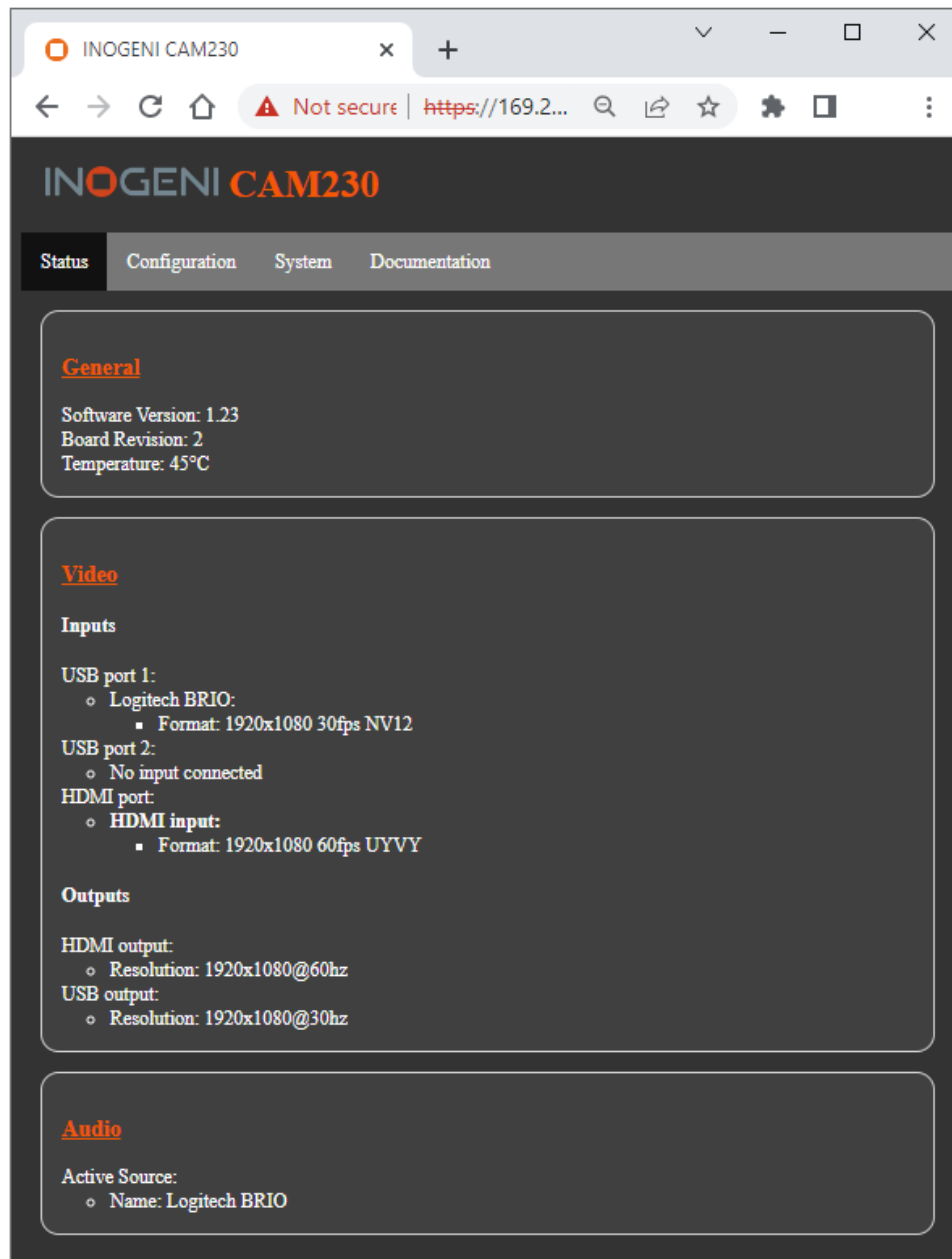 INOGENI CAM230
Not secure https://169.2...
INOGENI CAM230
Status Configuration System Documentation
General
Software Version: 1.23
Board Revision: 2
Temperature: 45°C
Video
Inputs
USB port 1:
Logitech BRIO:
Format: 1920x1080 30fps NV12
USB port 2:
No input connected
HDMI port:
HDMI input:
Format: 1920x1080 60fps UYVY
Outputs
HDMI output:
Resolution: 1920x1080@60hz
USB output:
Resolution: 1920x1080@30hz
Audio
Active Source:
Name: Logitech BRIO